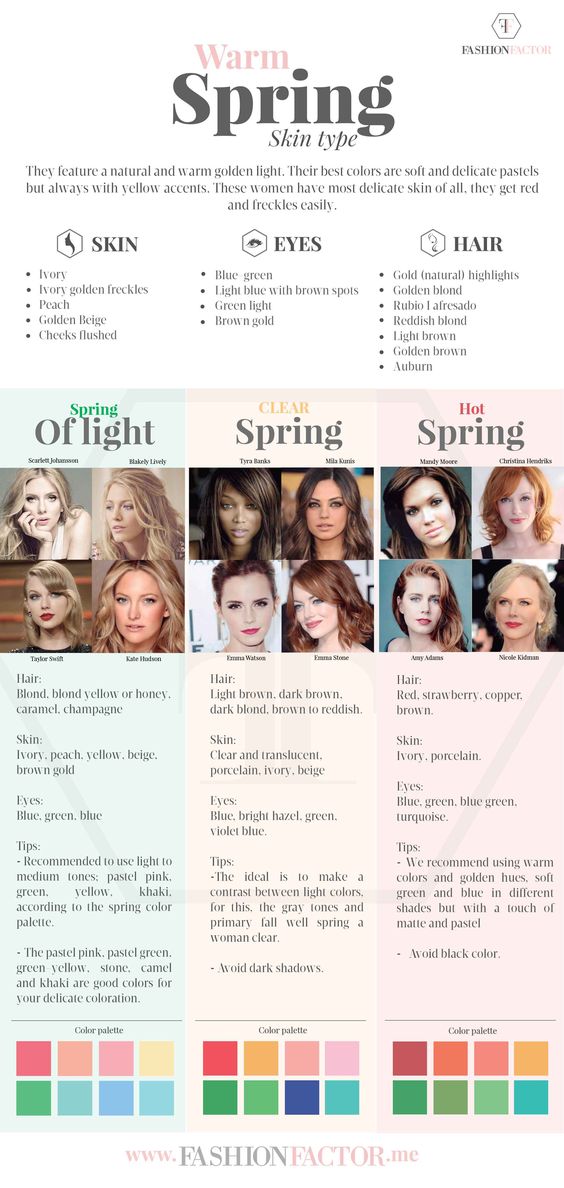 FASHIONFACTOR
Warm
Spring
Skin type
They feature a natural and warm golden light. Their best colors are soft and delicate pastels
but always with yellow accents. These women have most delicate skin of all, they get red
and freckles easily.
SKIN
• Ivory
• Ivory golden freckles
• Peach
• Golden Beige
• Cheeks flushed
EYES
• Blue green
• Light blue with brown spots
• Green light
• Brown gold
HAIR
• Gold (natural) highlights
• Golden blond
• Rubio l afresado
• Reddish blond
• Light brown
• Golden brown
• Auburn
Spring
Of light
Scarlett Johansson
Blakely Lively
Taylor Swift
Kate Hudson
Hair:
Blond, blond yellow or honey,
caramel, champagne
Skin:
Ivory, peach, yellow, beige,
brown gold
Eyes:
Blue, green, blue
Tips:
- Recommended to use light to
medium tones; pastel pink,
green, yellow, khaki,
according to the spring color
palette.
- The pastel pink, pastel green,
green-yellow, stone, camel
and khaki are good colors for
your delicate coloration.
Color palette
CLEAR
Spring
Tyra Banks
Mila Kunis
Emma Watson
Emma Stone
Hair:
Light brown, dark brown,
dark blond, brown to reddish.
Skin:
Clear and translucent,
porcelain, ivory, beige
Eyes:
Blue, bright hazel, green,
violet blue.
Tips:
-The ideal is to make a
contrast between light colors,
for this, the gray tones and
primary fall well spring a
woman clear.
- Avoid dark shadows.
Color palette
Hot
Spring
Mandy Moore
Christina Hendriks
Amy Adams
Nicole Kidman
Hair:
Red, strawberry, copper,
brown.
Skin:
Ivory, porcelain.
Eyes:
Blue, green, blue green,
turquoise.
Tips:
- We recommend using warm
colors and golden hues, soft
green and blue in different
shades but with a touch of
matte and pastel
- Avoid black color.
Color palette
www.FASHIONFACTOR.me